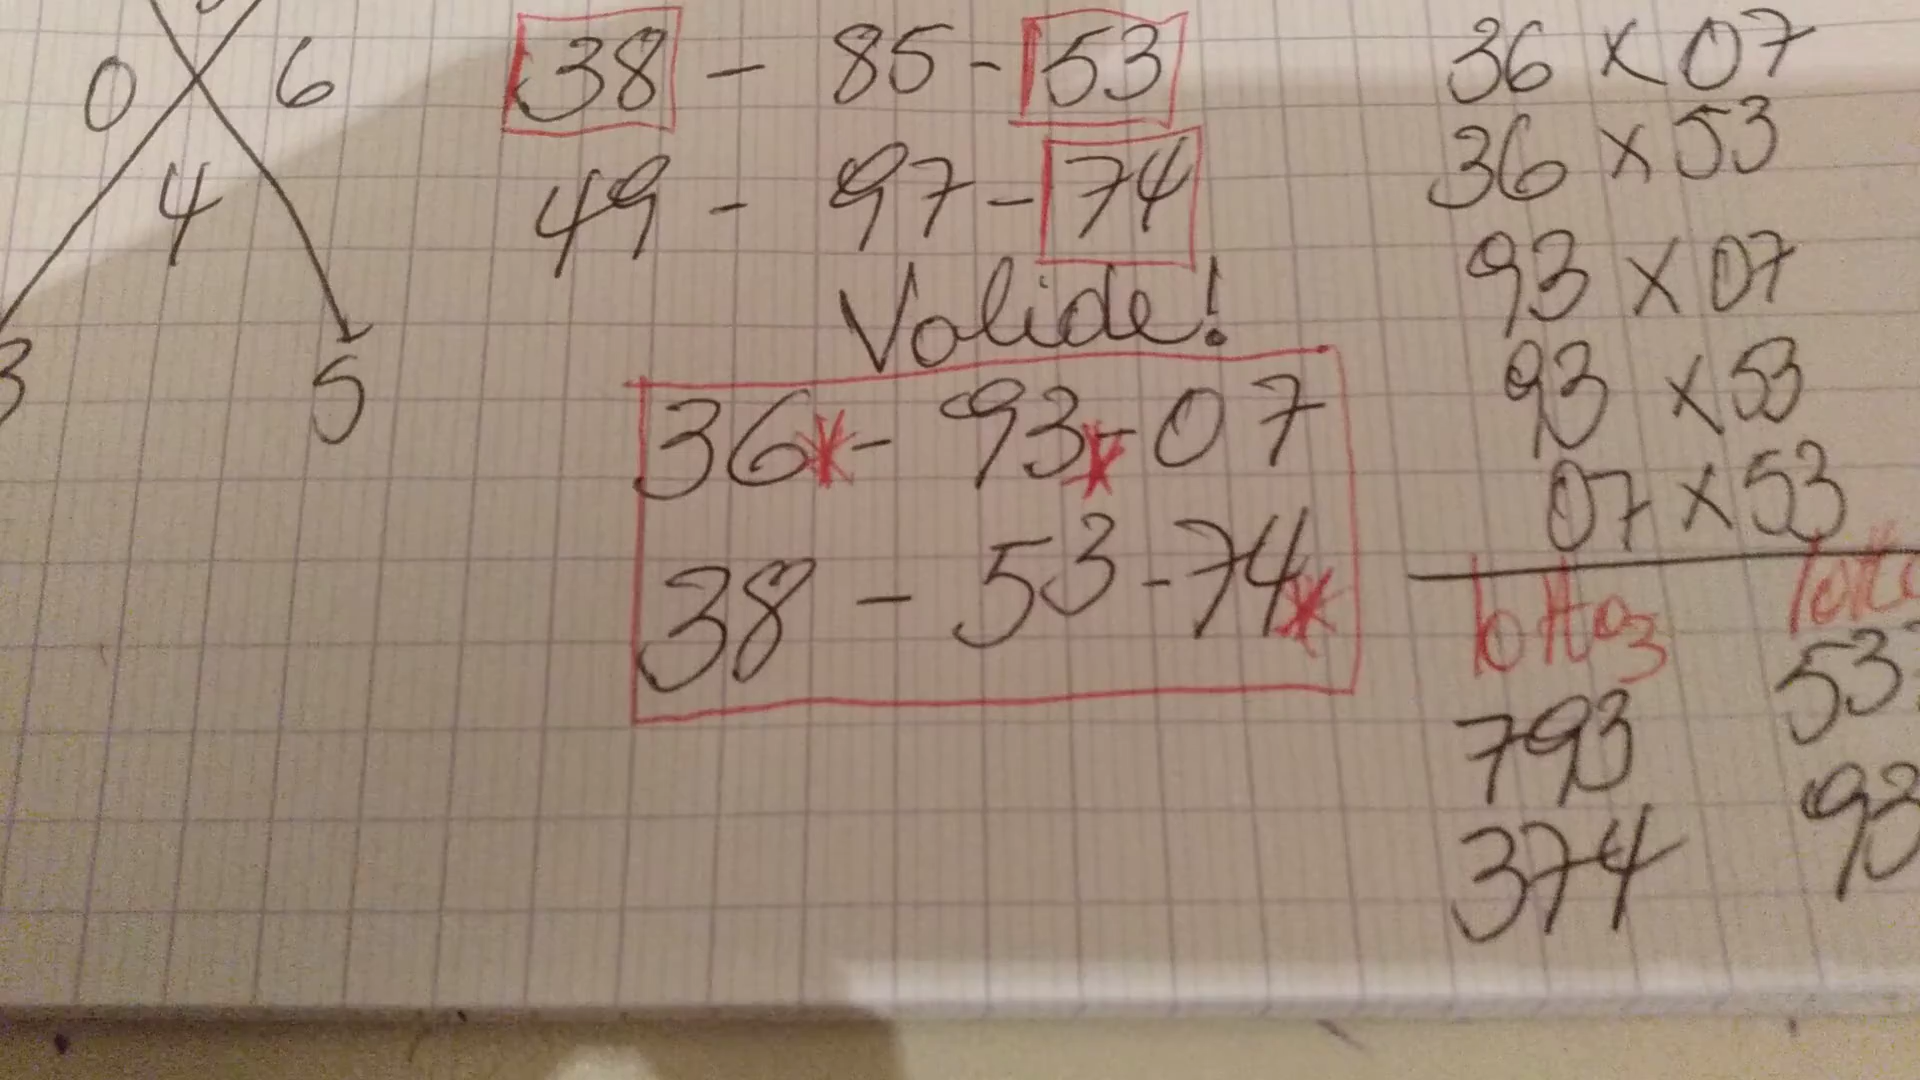 0 6
4
3 5
38 - 85 - 53
49 - 97 - 74
Valide!
36* - 93* - 07
38 - 53 - 74*
36 x 07
36 x 53
93 x 07
93 x 53
07 x 53
lotto3
793
374
53
93